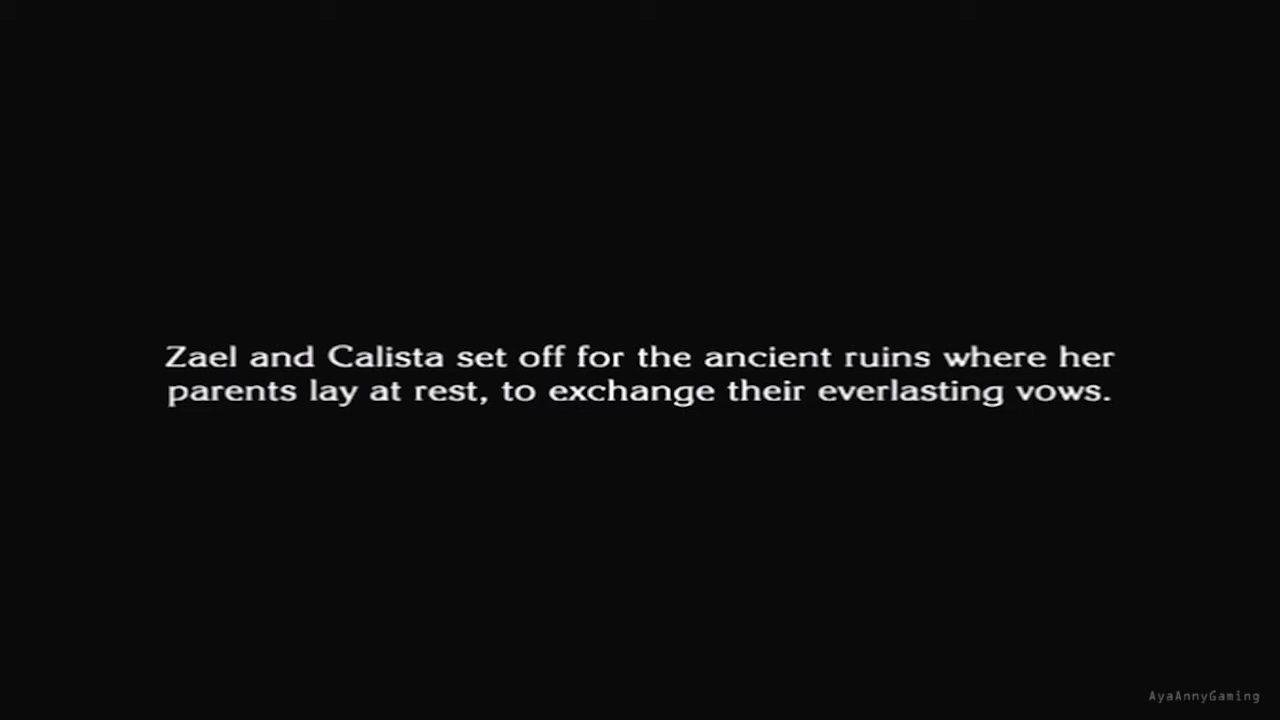 Zael and Calista set off for the ancient ruins where her
parents lay at rest, to exchange their everlasting vows.
AyaAnnyGaming